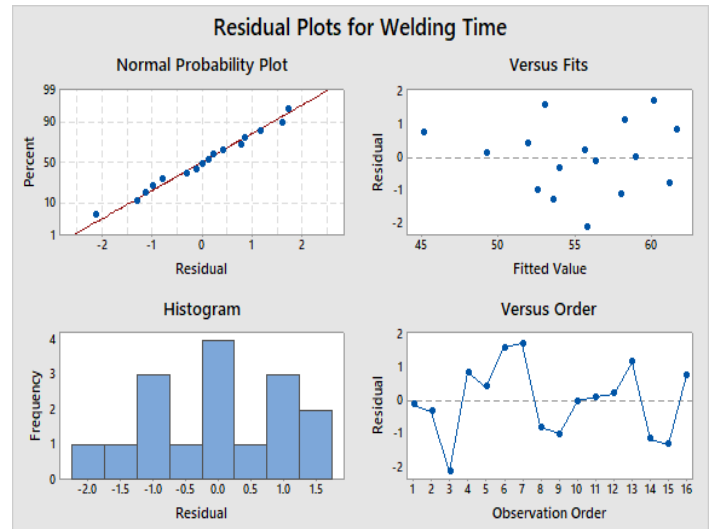 Residual Plots for Welding Time
Normal Probability Plot
99
90
50
10
1
Percent
-2 -1 0 1 2
Residual
Versus Fits
2
1
0
-1
-2
Residual
45 50 55 60
Fitted Value
Histogram
4
3
2
1
0
Frequency
-2.0 -1.5 -1.0 -0.5 0.0 0.5 1.0 1.5
Residual
Versus Order
2
1
0
-1
-2
Residual
1 2 3 4 5 6 7 8 9 10 11 12 13 14 15 16
Observation Order